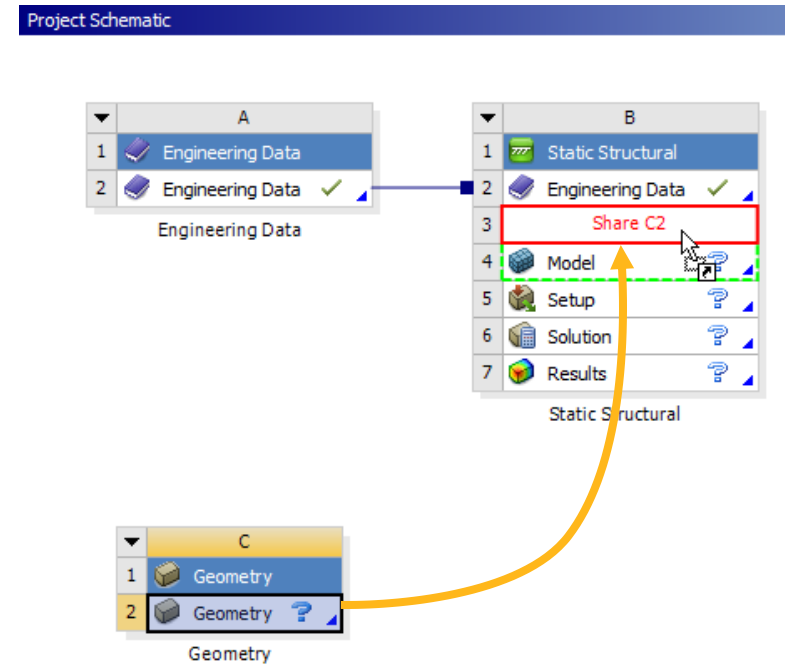 Project Schematic
A
1 Engineering Data
2 Engineering Data
Engineering Data
B
1 Static Structural
2 Engineering Data
3 Share C2
4 Model
5 Setup
6 Solution
7 Results
Static Structural
C
1 Geometry
2 Geometry
Geometry